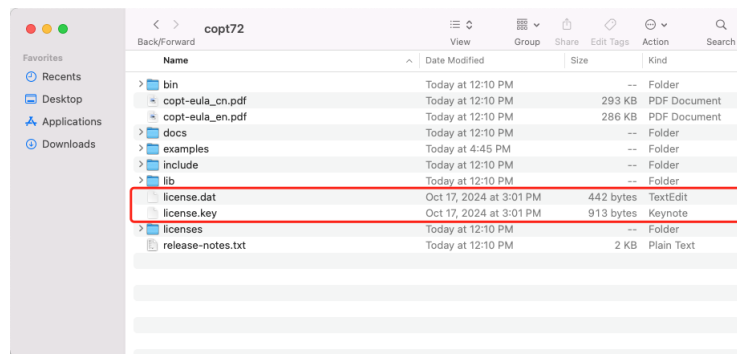 copt72
Back/Forward View Group Share Edit Tags Action Search
Favorites
Recents
Desktop
Applications
Downloads
Name Date Modified Size Kind
bin Today at 12:10 PM -- Folder
copt-eula_cn.pdf Today at 12:10 PM 293 KB PDF Document
copt-eula_en.pdf Today at 12:10 PM 286 KB PDF Document
docs Today at 12:10 PM -- Folder
examples Today at 4:45 PM -- Folder
include Today at 12:10 PM -- Folder
lib Today at 12:10 PM -- Folder
license.dat Oct 17, 2024 at 3:01 PM 442 bytes TextEdit
license.key Oct 17, 2024 at 3:01 PM 913 bytes Keynote
licenses Today at 12:10 PM -- Folder
release-notes.txt Today at 12:10 PM 2 KB Plain Text